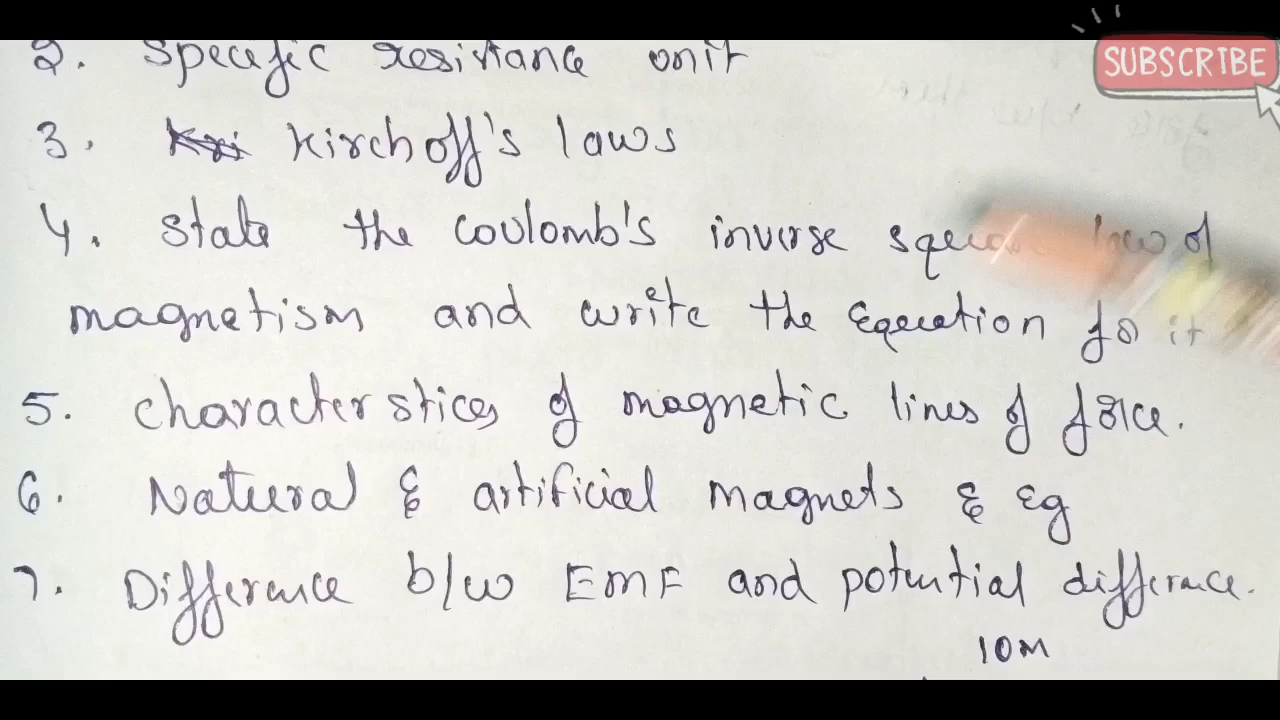 SUBSCRIBE
2. Specific resistance unit
3. Kri Kirchoff's laws
4. State the Coulomb's inverse square law of
magnetism and write the Equation for it
5. Characterstics of magnetic lines of force.
6. Natural & artificial magnets & Eg
7. Difference b/w EMF and potential difference.
10M